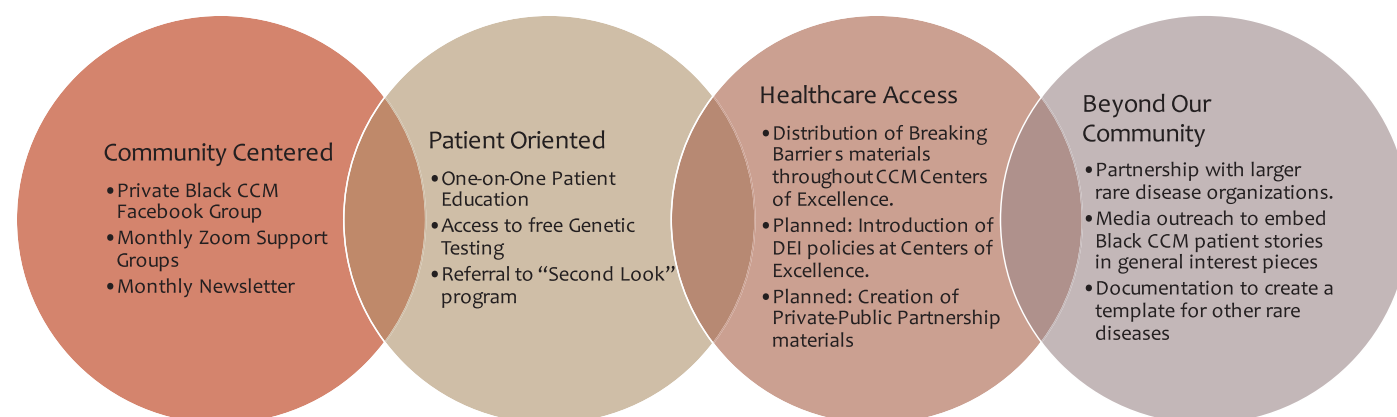 Community Centered
•Private Black CCM
Facebook Group
•Monthly Zoom Support
Groups
•Monthly Newsletter
Patient Oriented
•One-on-One Patient
Education
•Access to free Genetic
Testing
•Referral to “Second Look”
program
Healthcare Access
•Distribution of Breaking
Barriers materials
throughout CCM Centers
of Excellence.
•Planned: Introduction of
DEI policies at Centers of
Excellence.
•Planned: Creation of
Private-Public Partnership
materials
Beyond Our
Community
•Partnership with larger
rare disease organizations.
•Media outreach to embed
Black CCM patient stories
in general interest pieces
•Documentation to create a
template for other rare
diseases